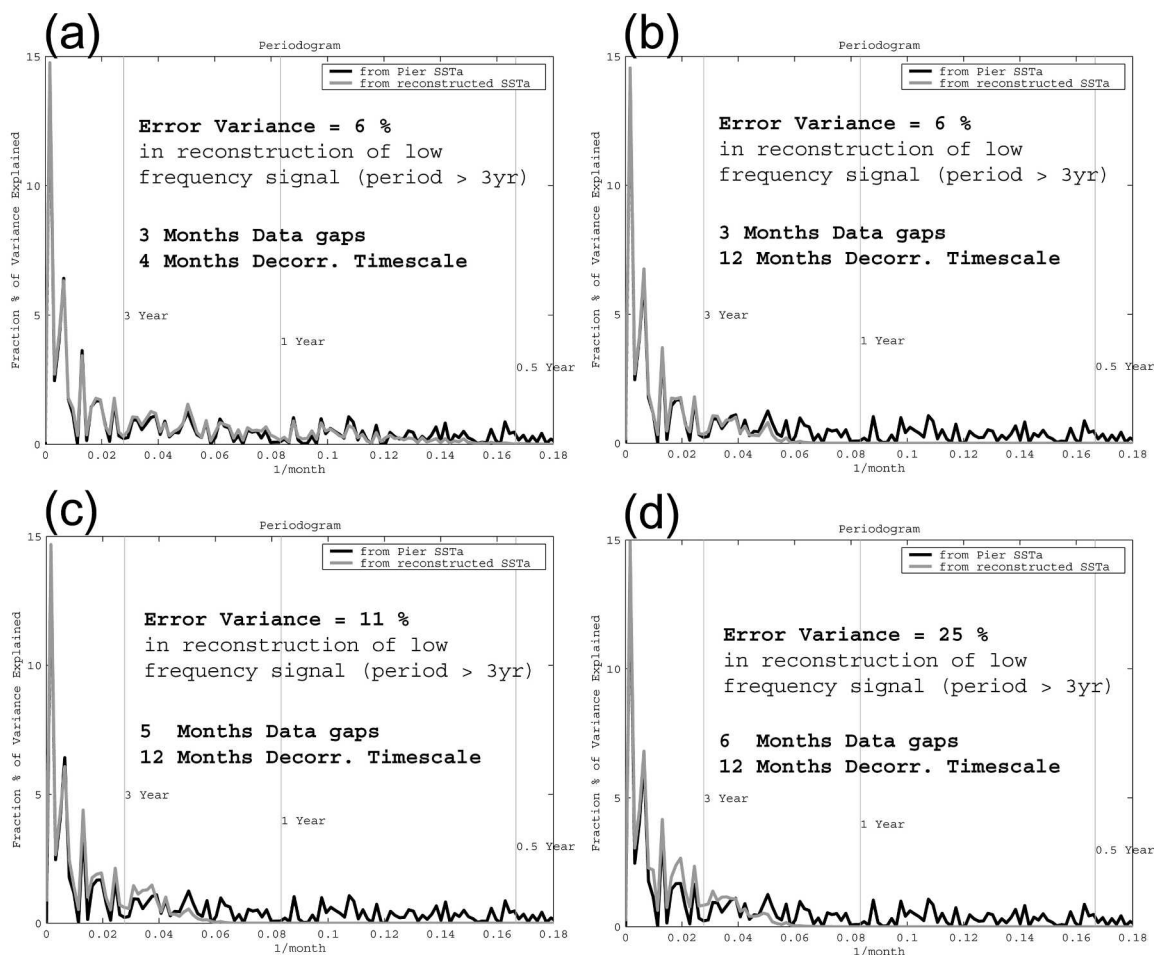 (a)
Periodogram
15
10
5
0
Fraction % of Variance Explained
from Pier SSTa
from reconstructed SSTa
Error Variance = 6 %
in reconstruction of low
frequency signal (period > 3yr)
3 Months Data gaps
4 Months Decorr. Timescale
3 Year
1 Year
0.5 Year
0 0.02 0.04 0.06 0.08 0.1 0.12 0.14 0.16 0.18
1/month
(b)
Periodogram
15
10
5
0
Fraction % of Variance Explained
from Pier SSTa
from reconstructed SSTa
Error Variance = 6 %
in reconstruction of low
frequency signal (period > 3yr)
3 Months Data gaps
12 Months Decorr. Timescale
3 Year
1 Year
0.5 Year
0 0.02 0.04 0.06 0.08 0.1 0.12 0.14 0.16 0.18
1/month
(c)
Periodogram
15
10
5
0
Fraction % of Variance Explained
from Pier SSTa
from reconstructed SSTa
Error Variance = 11 %
in reconstruction of low
frequency signal (period > 3yr)
5 Months Data gaps
12 Months Decorr. Timescale
3 Year
1 Year
0.5 Year
0 0.02 0.04 0.06 0.08 0.1 0.12 0.14 0.16 0.18
1/month
(d)
Periodogram
15
10
5
0
Fraction % of Variance Explained
from Pier SSTa
from reconstructed SSTa
Error Variance = 25 %
in reconstruction of low
frequency signal (period > 3yr)
6 Months Data gaps
12 Months Decorr. Timescale
3 Year
1 Year
0.5 Year
0 0.02 0.04 0.06 0.08 0.1 0.12 0.14 0.16 0.18
1/month